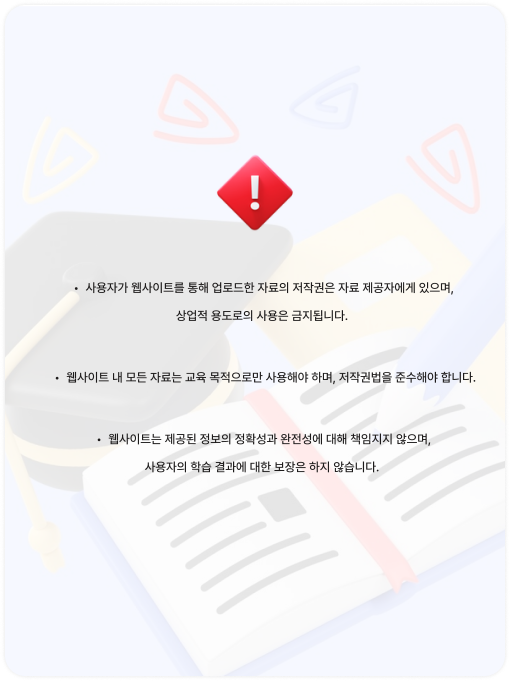 • 사용자가 웹사이트를 통해 업로드한 자료의 저작권은 자료 제공자에게 있으며,
상업적 용도로의 사용은 금지됩니다.
• 웹사이트 내 모든 자료는 교육 목적으로만 사용해야 하며, 저작권법을 준수해야 합니다.
• 웹사이트는 제공된 정보의 정확성과 완전성에 대해 책임지지 않으며,
사용자의 학습 결과에 대한 보장은 하지 않습니다.